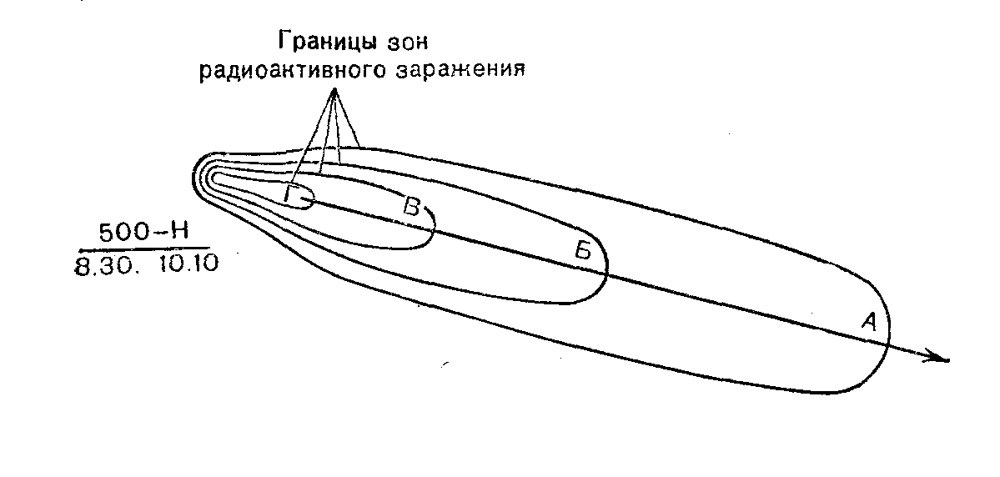 Границы зон
радиоактивного заражения
Г
В
Б
А
500-Н
8.30. 10.10